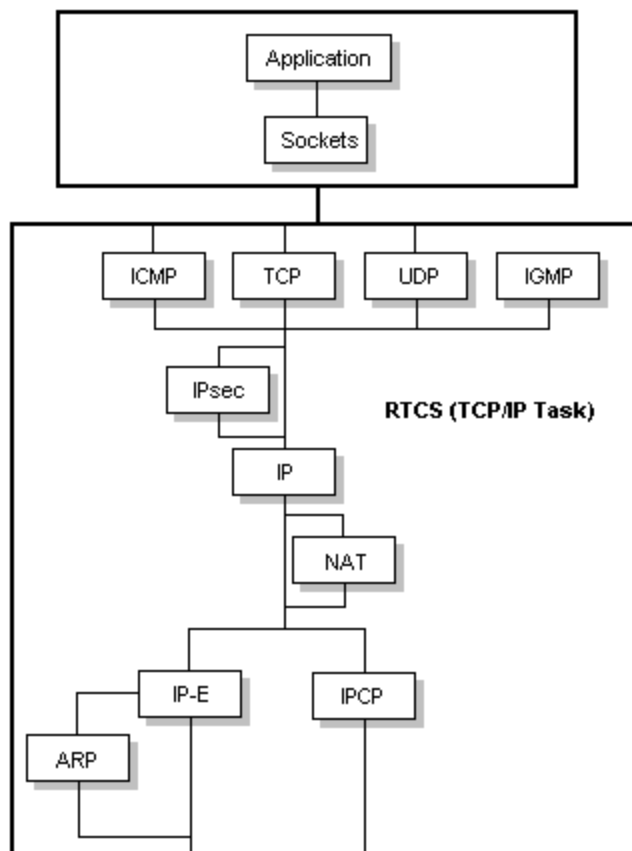 Application
Sockets
ICMP
TCP
UDP
IGMP
IPsec
RTCS (TCP/IP Task)
IP
NAT
IP-E
IPCP
ARP